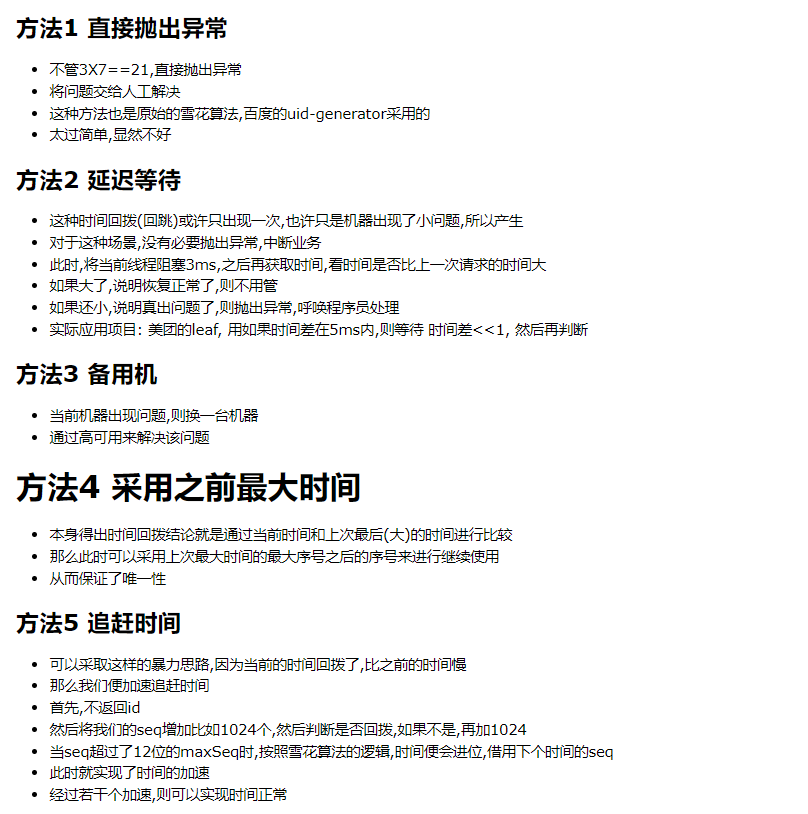 方法1 直接抛出异常
不管3X7==21,直接抛出异常
将问题交给人工解决
这种方法也是原始的雪花算法,百度的uid-generator采用的
太过简单,显然不好
方法2 延迟等待
这种时间回拨(回跳)或许只出现一次,也许只是机器出现了小问题,所以产生
对于这种场景,没有必要抛出异常,中断业务
此时,将当前线程阻塞3ms,之后再获取时间,看时间是否比上一次请求的时间大
如果大了,说明恢复正常了,则不用管
如果还小,说明真出问题了,则抛出异常,呼唤程序员处理
实际应用项目: 美团的leaf, 用如果时间差在5ms内,则等待 时间差<<1, 然后再判断
方法3 备用机
当前机器出现问题,则换一台机器
通过高可用来解决该问题
方法4 采用之前最大时间
本身得出时间回拨结论就是通过当前时间和上次最后(大)的时间进行比较
那么此时可以采用上次最大时间的最大序号之后的序号来进行继续使用
从而保证了唯一性
方法5 追赶时间
可以采取这样的暴力思路,因为当前的时间回拨了,比之前的时间慢
那么我们便加速追赶时间
首先,不返回id
然后将我们的seq增加比如1024个,然后判断是否回拨,如果不是,再加1024
当seq超过了12位的maxSeq时,按照雪花算法的逻辑,时间便会进位,借用下个时间的seq
此时就实现了时间的加速
经过若干个加速,则可以实现时间正常